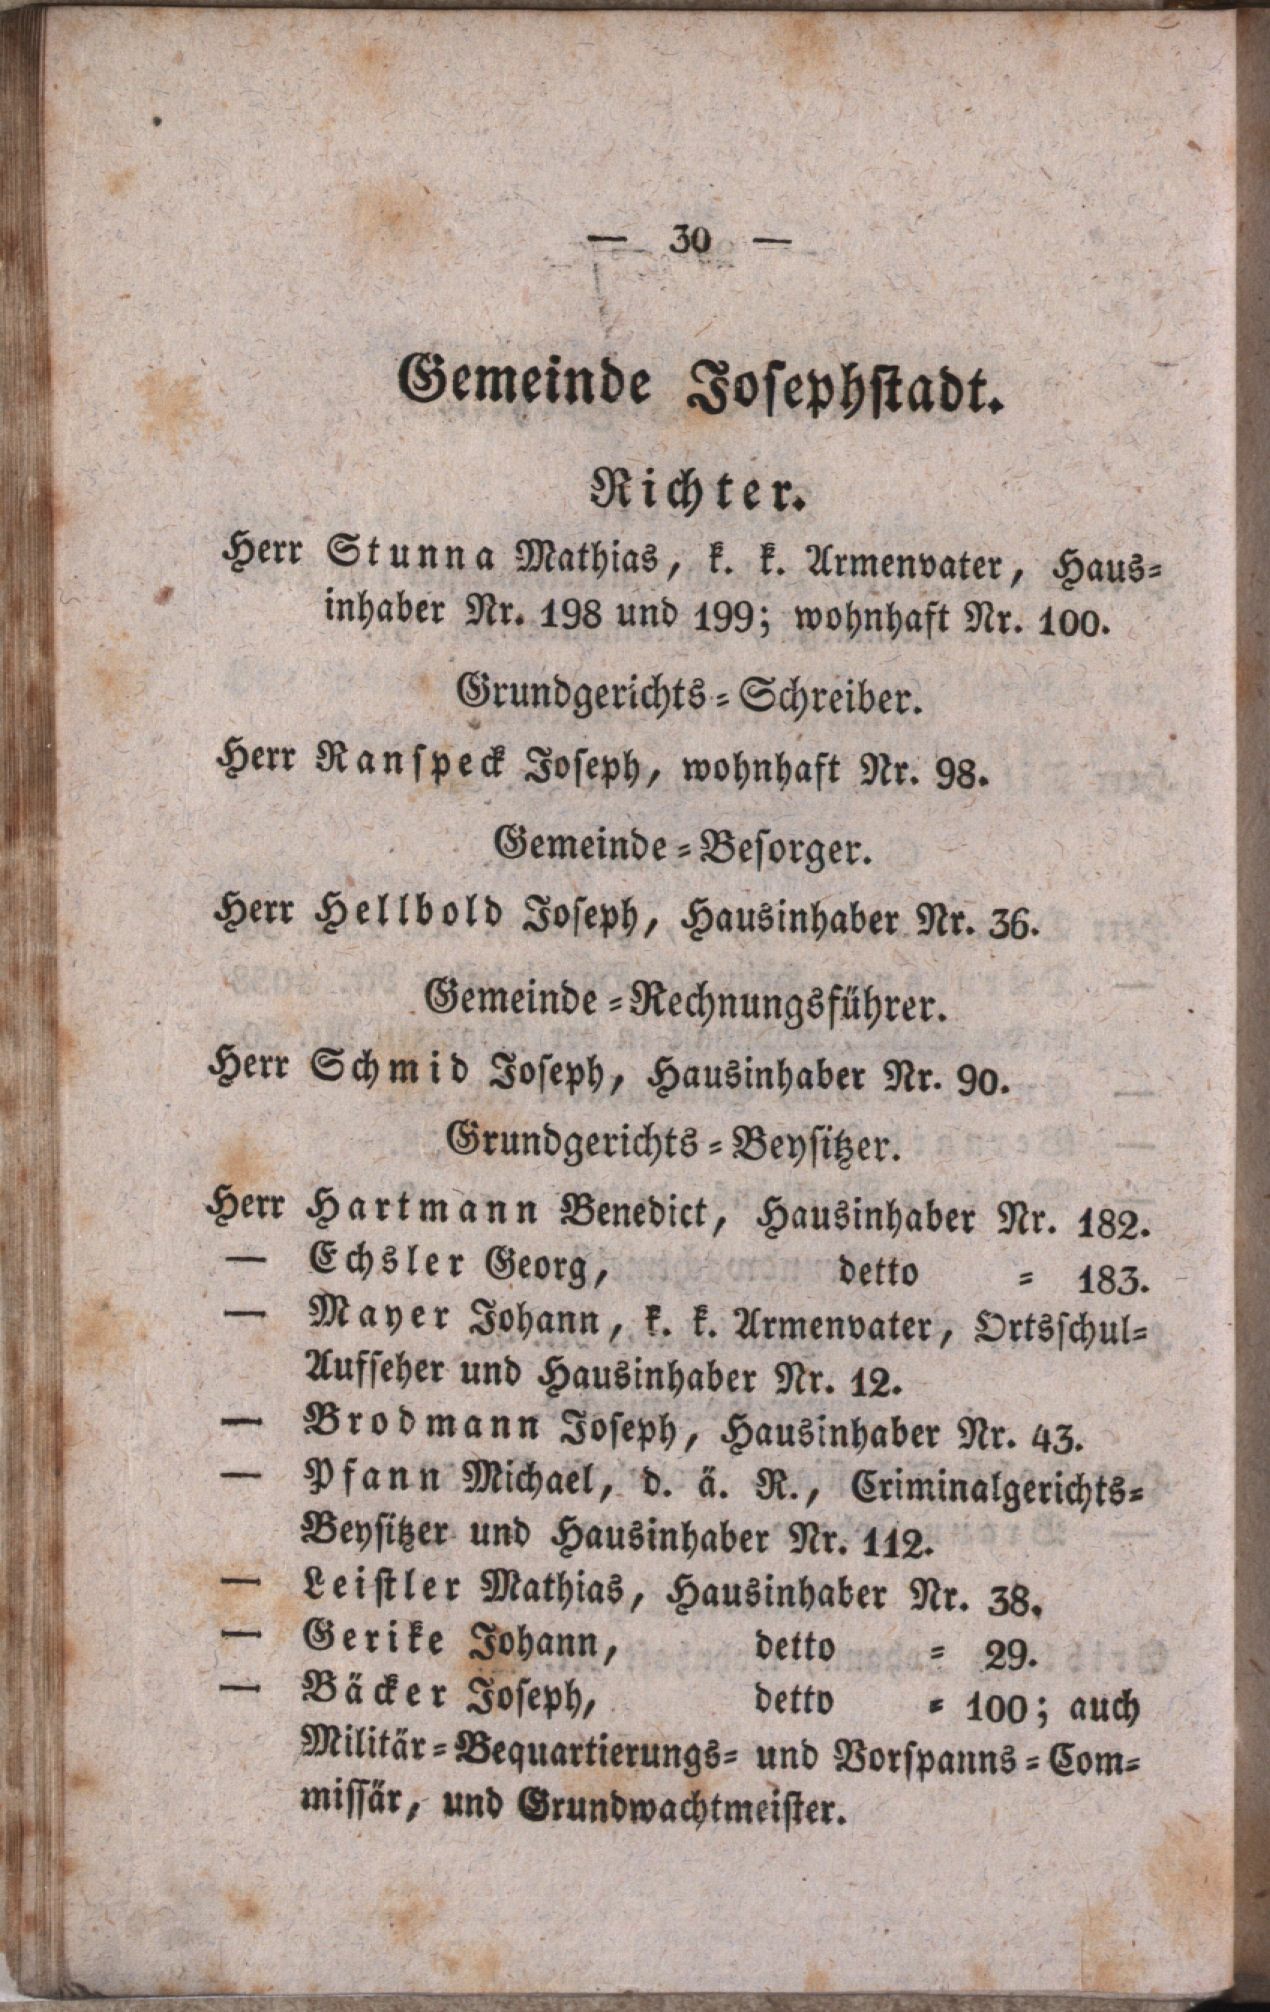 — 30 —
Gemeinde Josephstadt.
Richter.
Herr Stunna Mathias, k. k. Armenvater, Haus-
inhaber Nr. 198 und 199; wohnhaft Nr. 100.
Grundgerichts-Schreiber.
Herr Ranspeck Joseph, wohnhaft Nr. 98.
Gemeinde-Besorger.
Herr Hellbold Joseph, Hausinhaber Nr. 36.
Gemeinde-Rechnungsführer.
Herr Schmid Joseph, Hausinhaber Nr. 90.
Grundgerichts-Beysitzer.
Herr Hartmann Benedict, Hausinhaber Nr. 182.
— Echsler Georg, detto = 183.
— Mayer Johann, k. k. Armenvater, Ortsschul-
Aufseher und Hausinhaber Nr. 12.
— Brodmann Joseph, Hausinhaber Nr. 43.
— Pfann Michael, d. ä. R., Criminalgerichts-
Beysitzer und Hausinhaber Nr. 112.
— Leistler Mathias, Hausinhaber Nr. 38.
— Gerike Johann, detto = 29.
— Bäcker Joseph, detto = 100; auch
Militär-Bequartierungs- und Vorspanns-Com-
missär, und Grundwachtmeister.